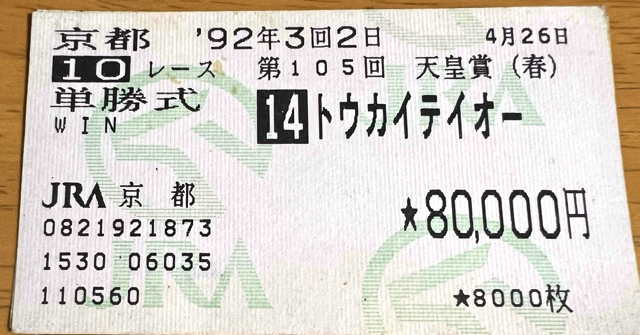 京都 '92年3回2日 4月26日
10 レース 第105回 天皇賞（春）
単勝式
WIN 14 トウカイテイオー
JRA 京都 ★80,000円
0821921873
1530 06035
110560 ★8000枚
JRA
JRA